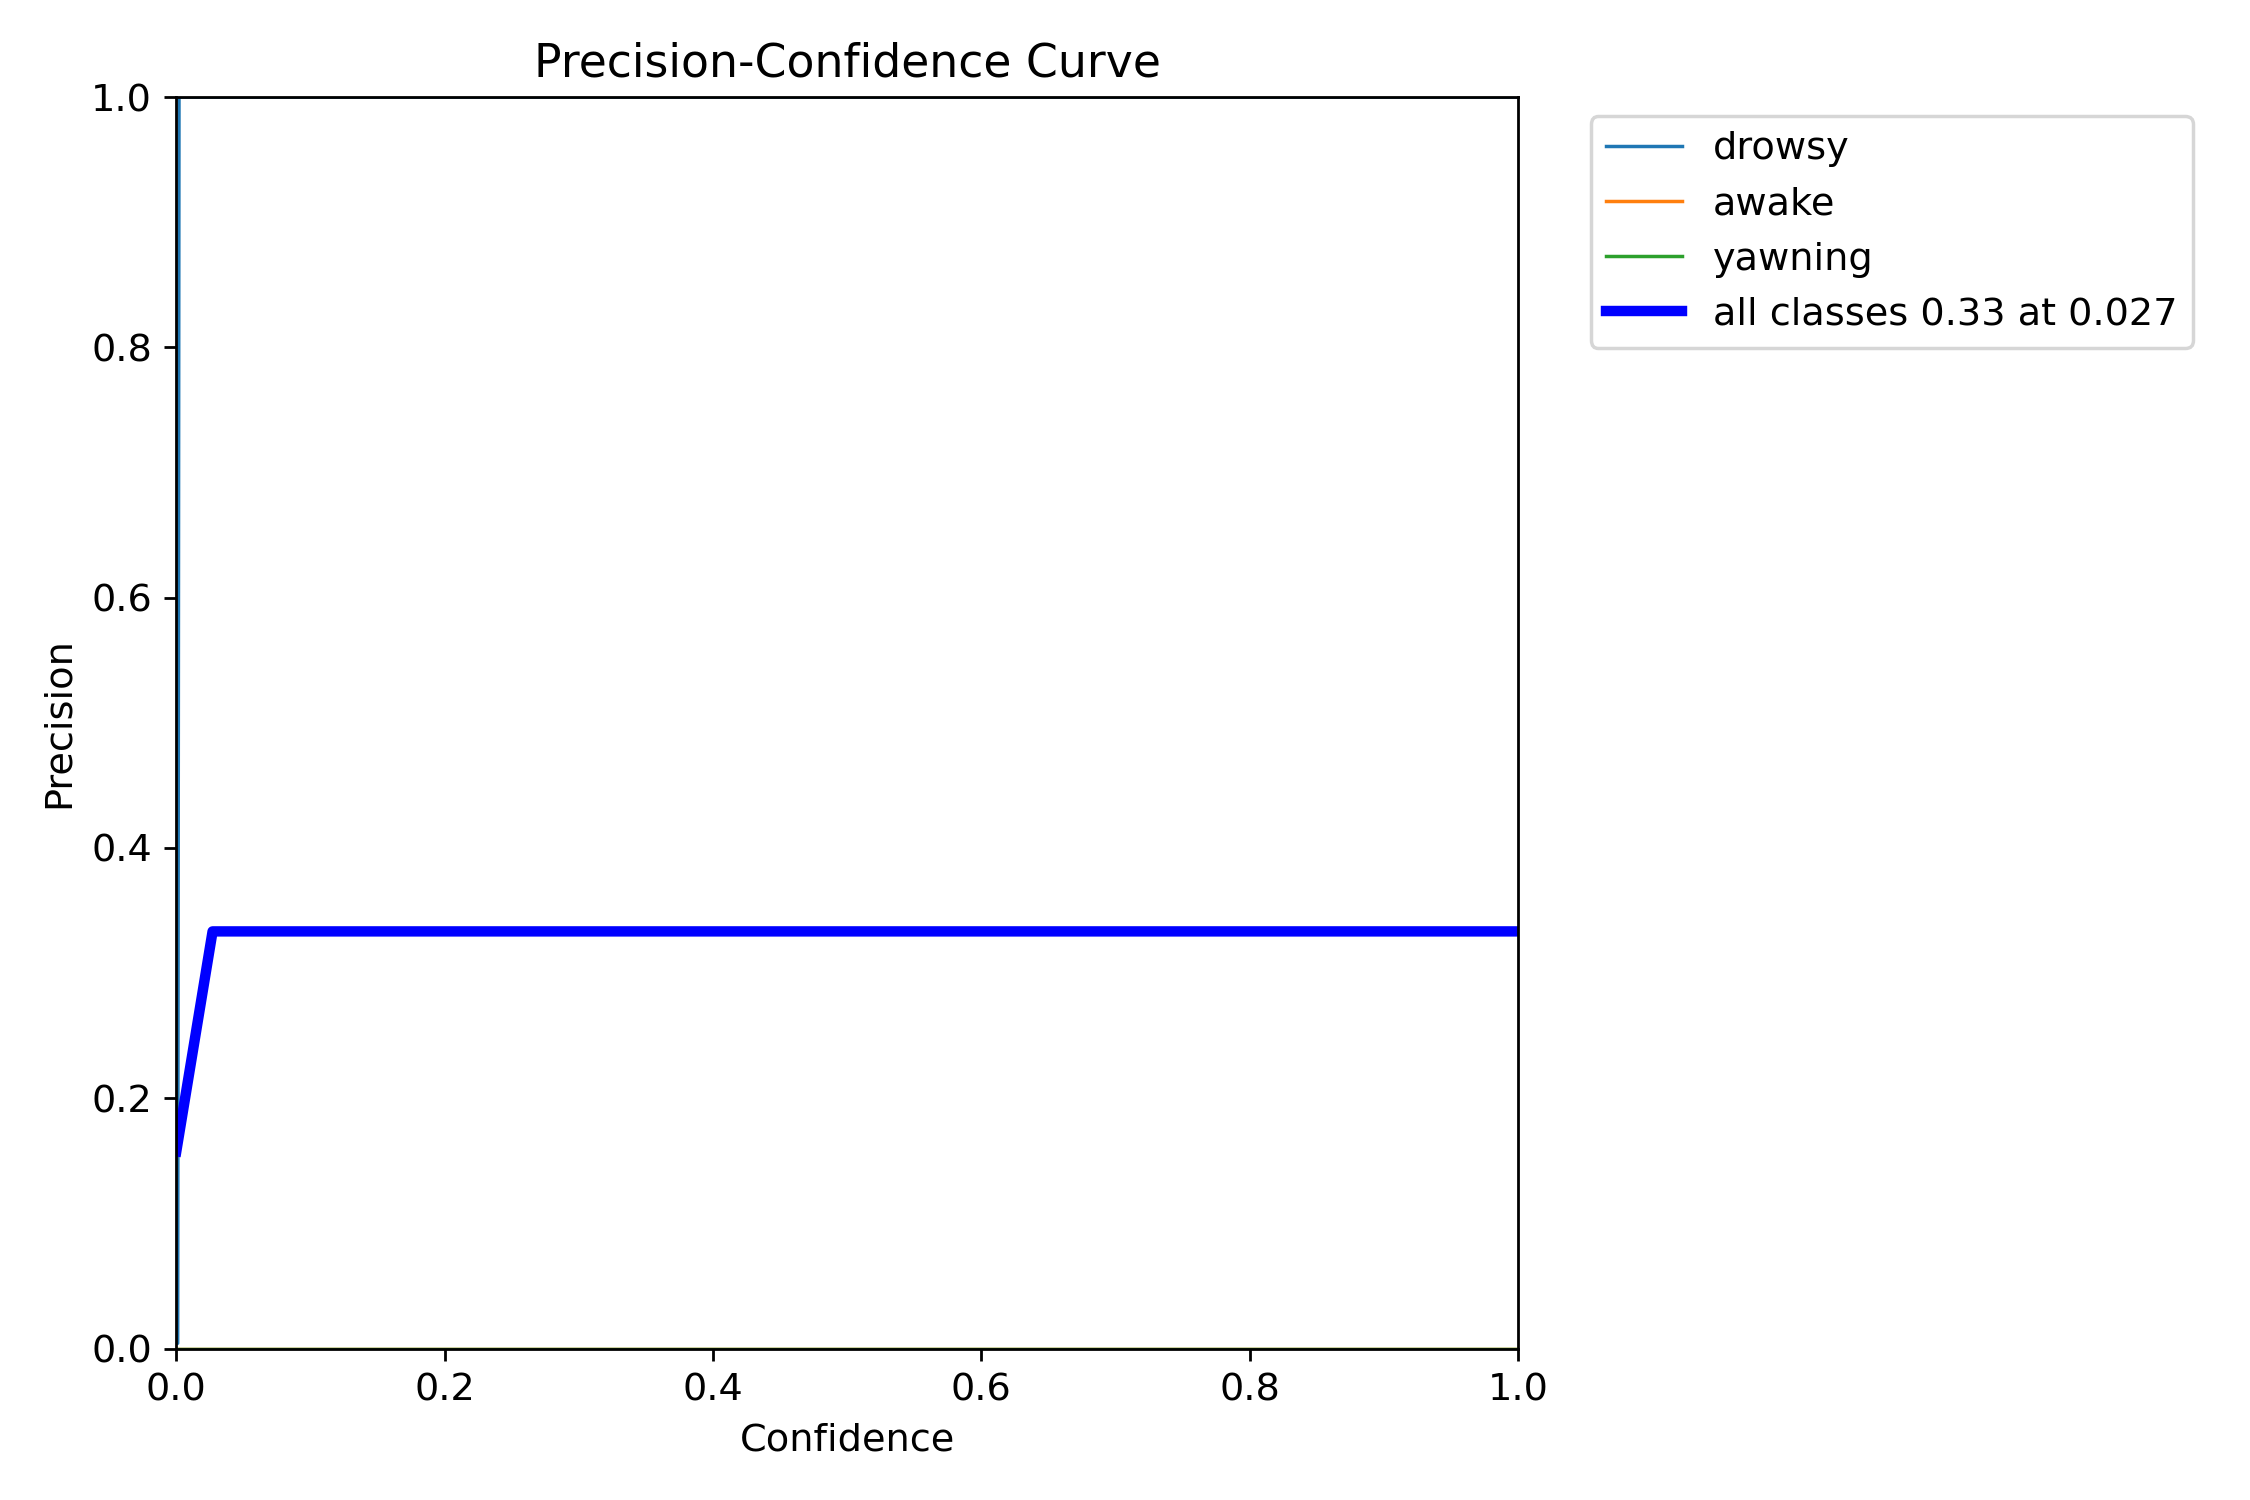 Precision-Confidence Curve
1.0
0.8
0.6
0.4
0.2
0.0
Precision
0.0 0.2 0.4 0.6 0.8 1.0
Confidence
drowsy
awake
yawning
all classes 0.33 at 0.027